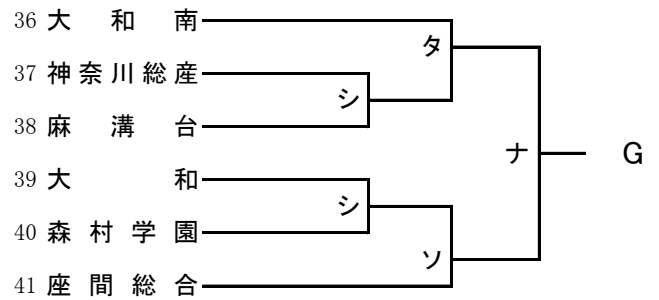 36 大和南
タ
37 神奈川総産
シ
38 麻溝台
ナ G
39 大和
シ
40 森村学園
ソ
41 座間総合